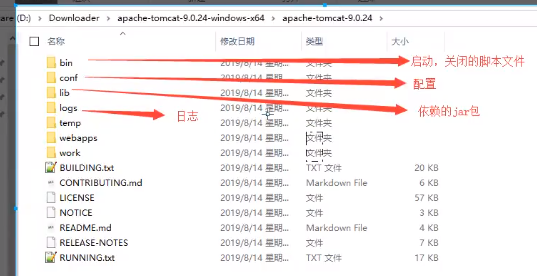 (D:) › Downloader › apache-tomcat-9.0.24-windows-x64 › apache-tomcat-9.0.24 ›
名称 修改日期 类型 大小
bin 2019/8/14 星期... 文件夹 启动，关闭的脚本文件
conf 2019/8/14 星期... 文件夹 配置
lib 2019/8/14 星期... 文件夹 依赖的jar包
logs 2019/8/14 星期... 文件夹 日志
temp 2019/8/14 星期... 文件夹
webapps 2019/8/14 星期... 文件夹
work 2019/8/14 星期... 文件夹
BUILDING.txt 2019/8/14 星期... TXT 文件 20 KB
CONTRIBUTING.md 2019/8/14 星期... Markdown File 6 KB
LICENSE 2019/8/14 星期... 文件 57 KB
NOTICE 2019/8/14 星期... 文件 3 KB
README.md 2019/8/14 星期... Markdown File 4 KB
RELEASE-NOTES 2019/8/14 星期... 文件 7 KB
RUNNING.txt 2019/8/14 星期... TXT 文件 17 KB